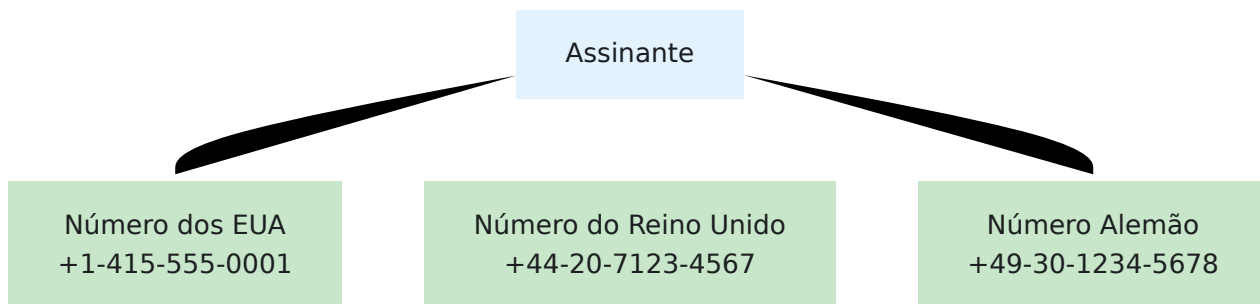 Assinante
Número dos EUA
+1-415-555-0001
Número do Reino Unido
+44-20-7123-4567
Número Alemão
+49-30-1234-5678